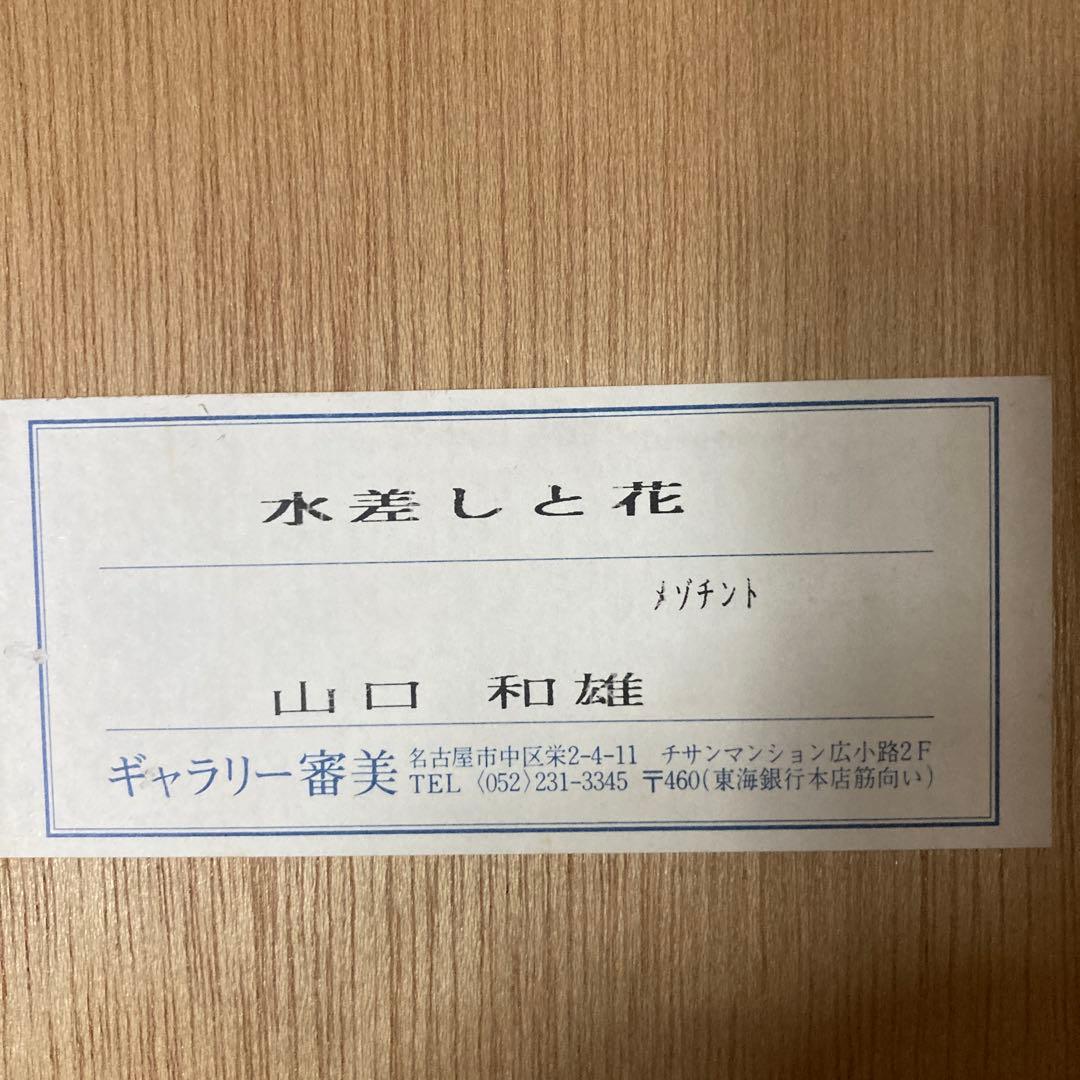 水差しと花
メゾチント
山口 和雄
ギャラリー審美 名古屋市中区栄2-4-11 チサンマンション広小路2F
TEL〈052〉231-3345 〒460(東海銀行本店筋向い)